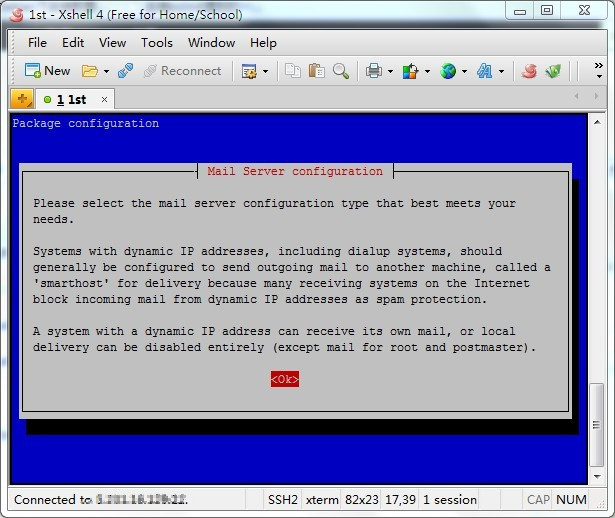 1st - Xshell 4 (Free for Home/School)
File Edit View Tools Window Help
New Reconnect »
1 1st ×
Package configuration
Mail Server configuration
Please select the mail server configuration type that best meets your
needs.
Systems with dynamic IP addresses, including dialup systems, should
generally be configured to send outgoing mail to another machine, called a
'smarthost' for delivery because many receiving systems on the Internet
block incoming mail from dynamic IP addresses as spam protection.
A system with a dynamic IP address can receive its own mail, or local
delivery can be disabled entirely (except mail for root and postmaster).
<Ok>
Connected to SSH2 xterm 82x23 17,39 1 session CAP NUM